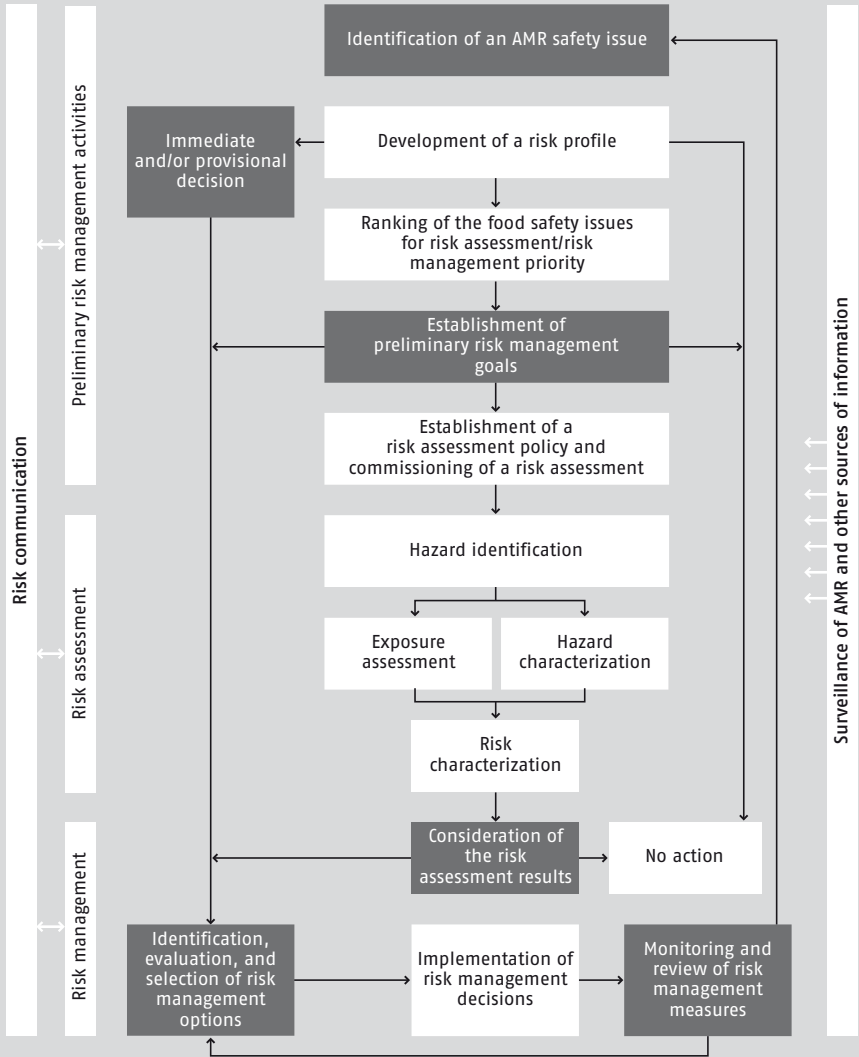 Identification of an AMR safety issue
Immediate
and/or provisional
decision
Development of a risk profile
Ranking of the food safety issues
for risk assessment/risk
management priority
Establishment of
preliminary risk management
goals
Establishment of a
risk assessment policy and
commissioning of a risk assessment
Hazard identification
Exposure
assessment
Hazard
characterization
Risk
characterization
Consideration of
the risk
assessment results
No action
Identification,
evaluation, and
selection of risk
management
options
Implementation of
risk management
decisions
Monitoring and
review of risk
management
measures
Risk communication
Preliminary risk management activities
Risk assessment
Risk management
Surveillance of AMR and other sources of information